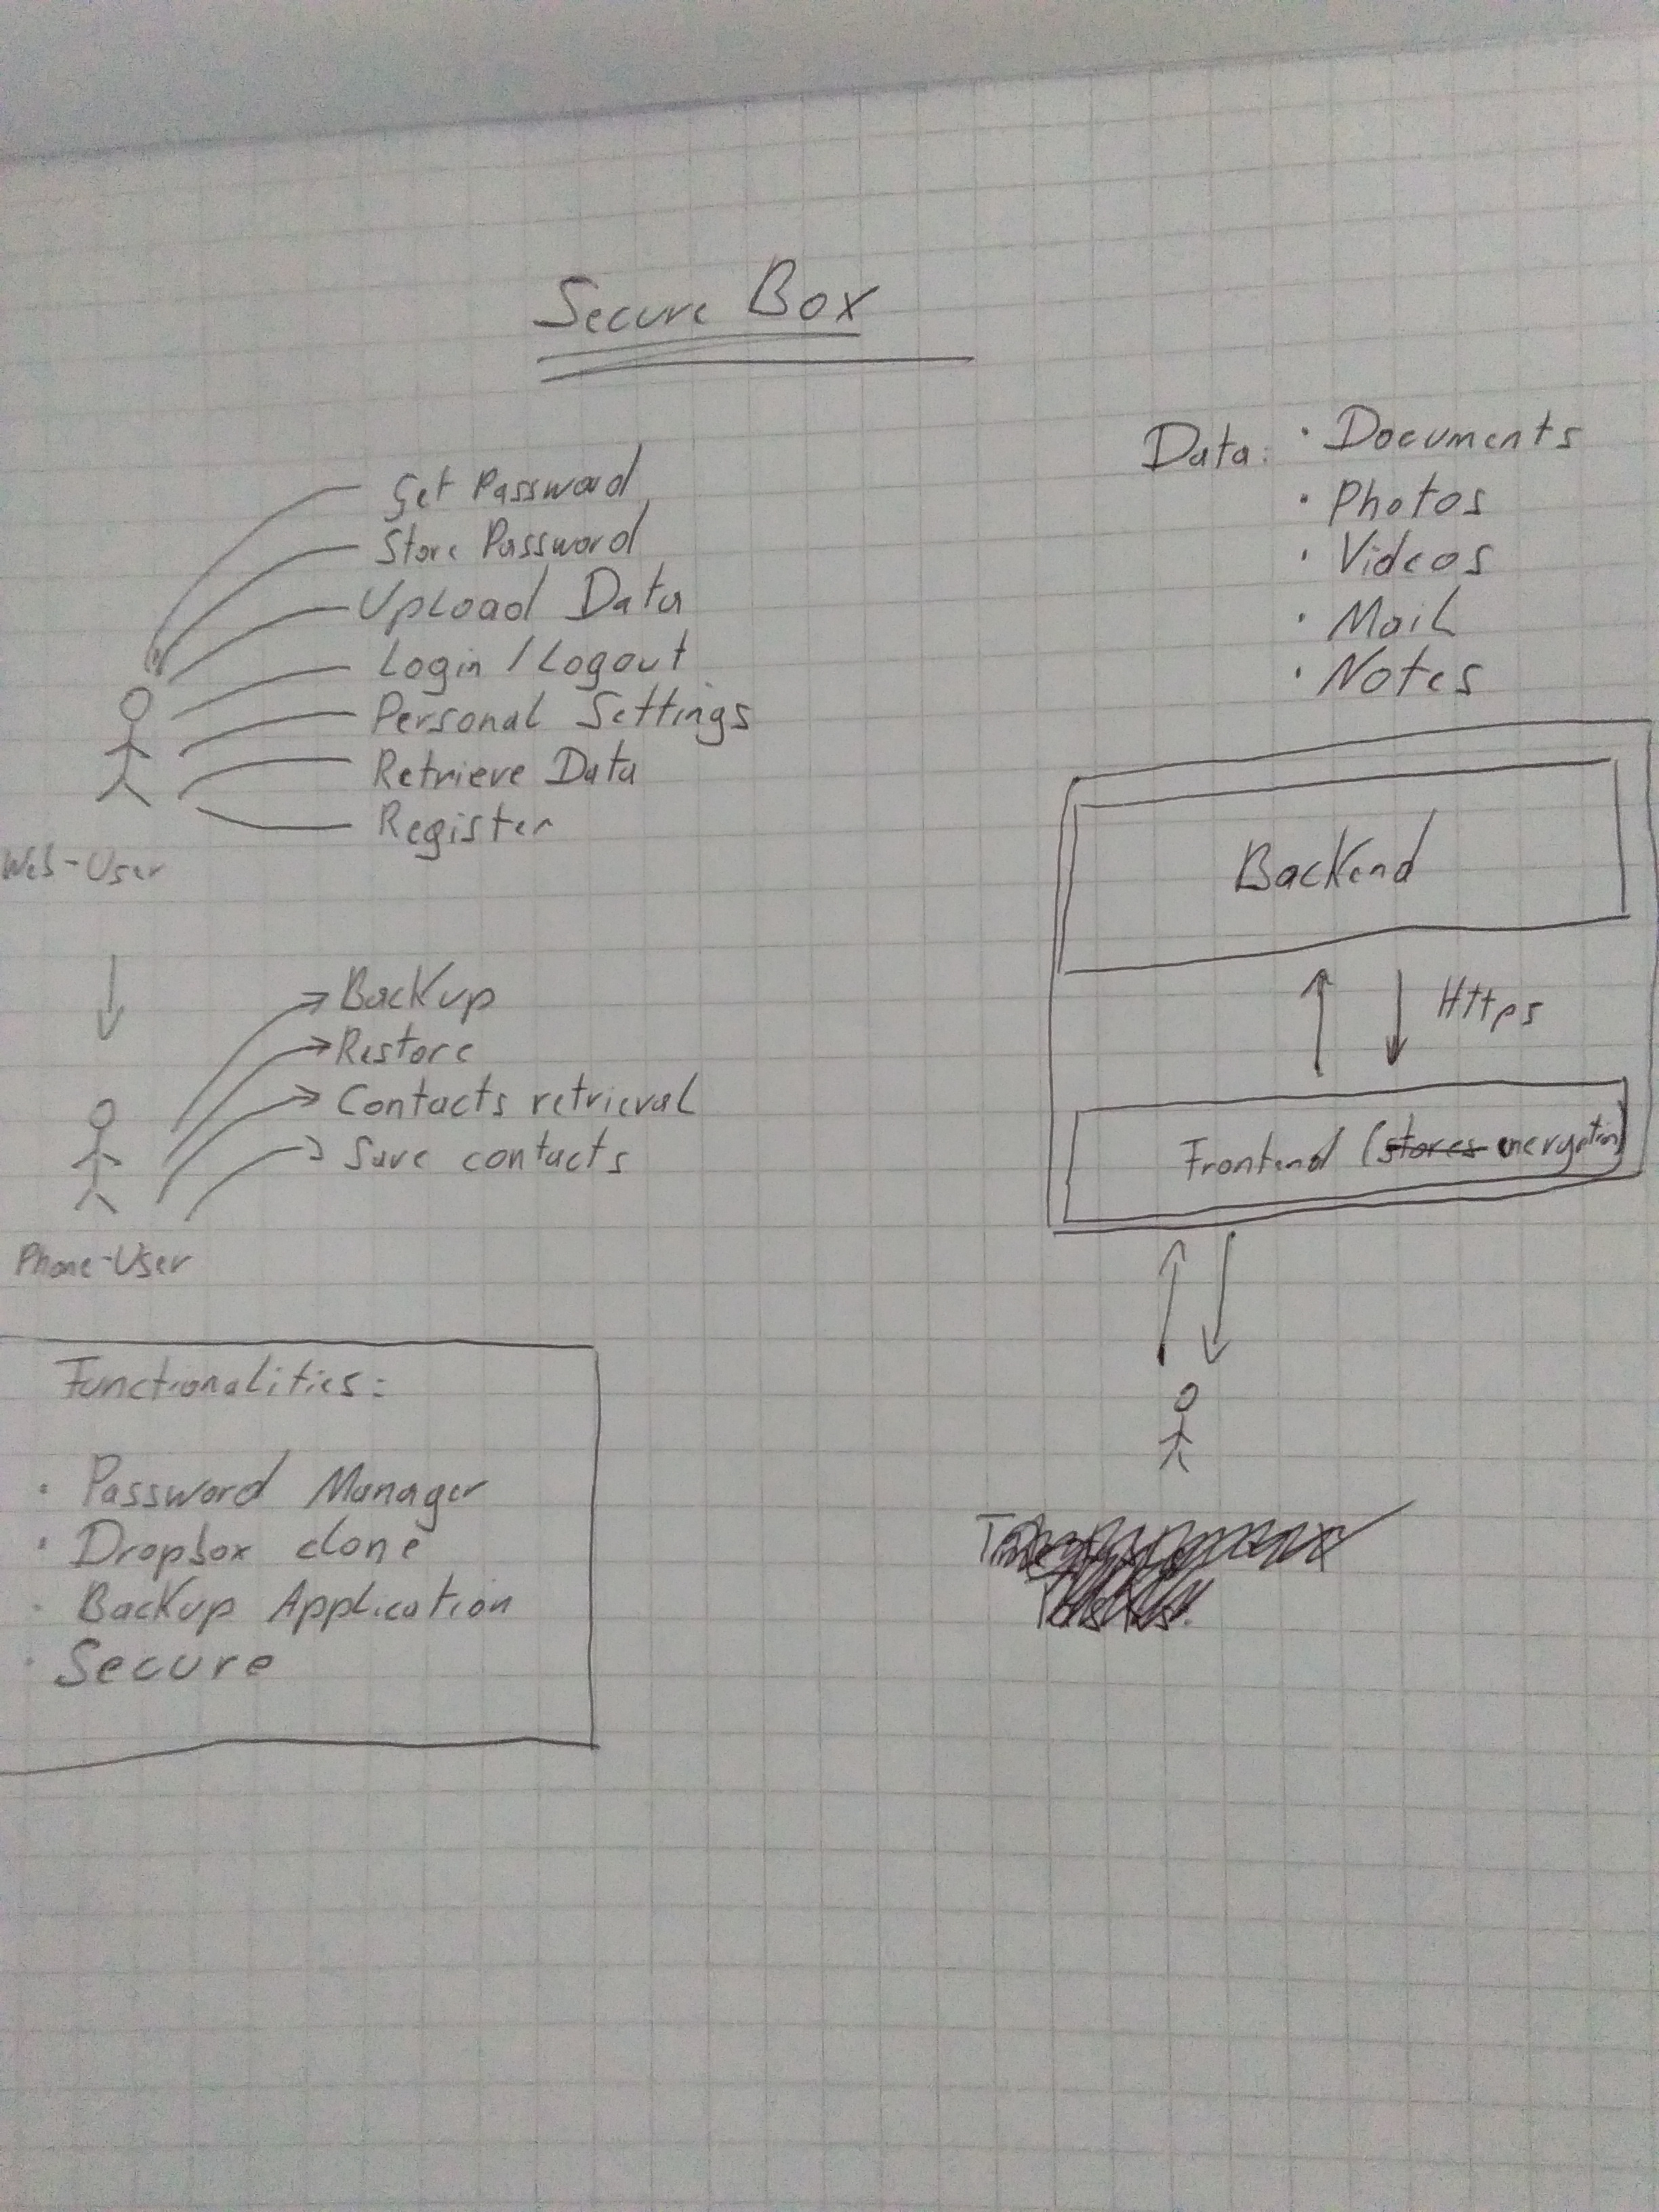 Secure Box
Get Password
Store Password
Upload Data
Login / Logout
Personal Settings
Retrieve Data
Register
Web-User
Backup
Restore
Contacts retrieval
Save contacts
Phone-User
Functionalities:
· Password Manager
· Dropbox clone
· Backup Application
· Secure
Data: · Documents
· Photos
· Videos
· Mail
· Notes
Backend
Https
Frontend (stores encryption)